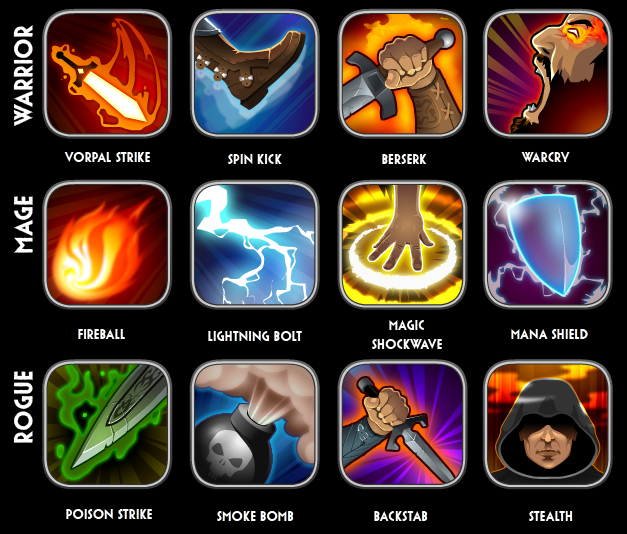 WARRIOR
VORPAL STRIKE
SPIN KICK
BERSERK
WARCRY
MAGE
FIREBALL
LIGHTNING BOLT
MAGIC
SHOCKWAVE
MANA SHIELD
ROGUE
POISON STRIKE
SMOKE BOMB
BACKSTAB
STEALTH